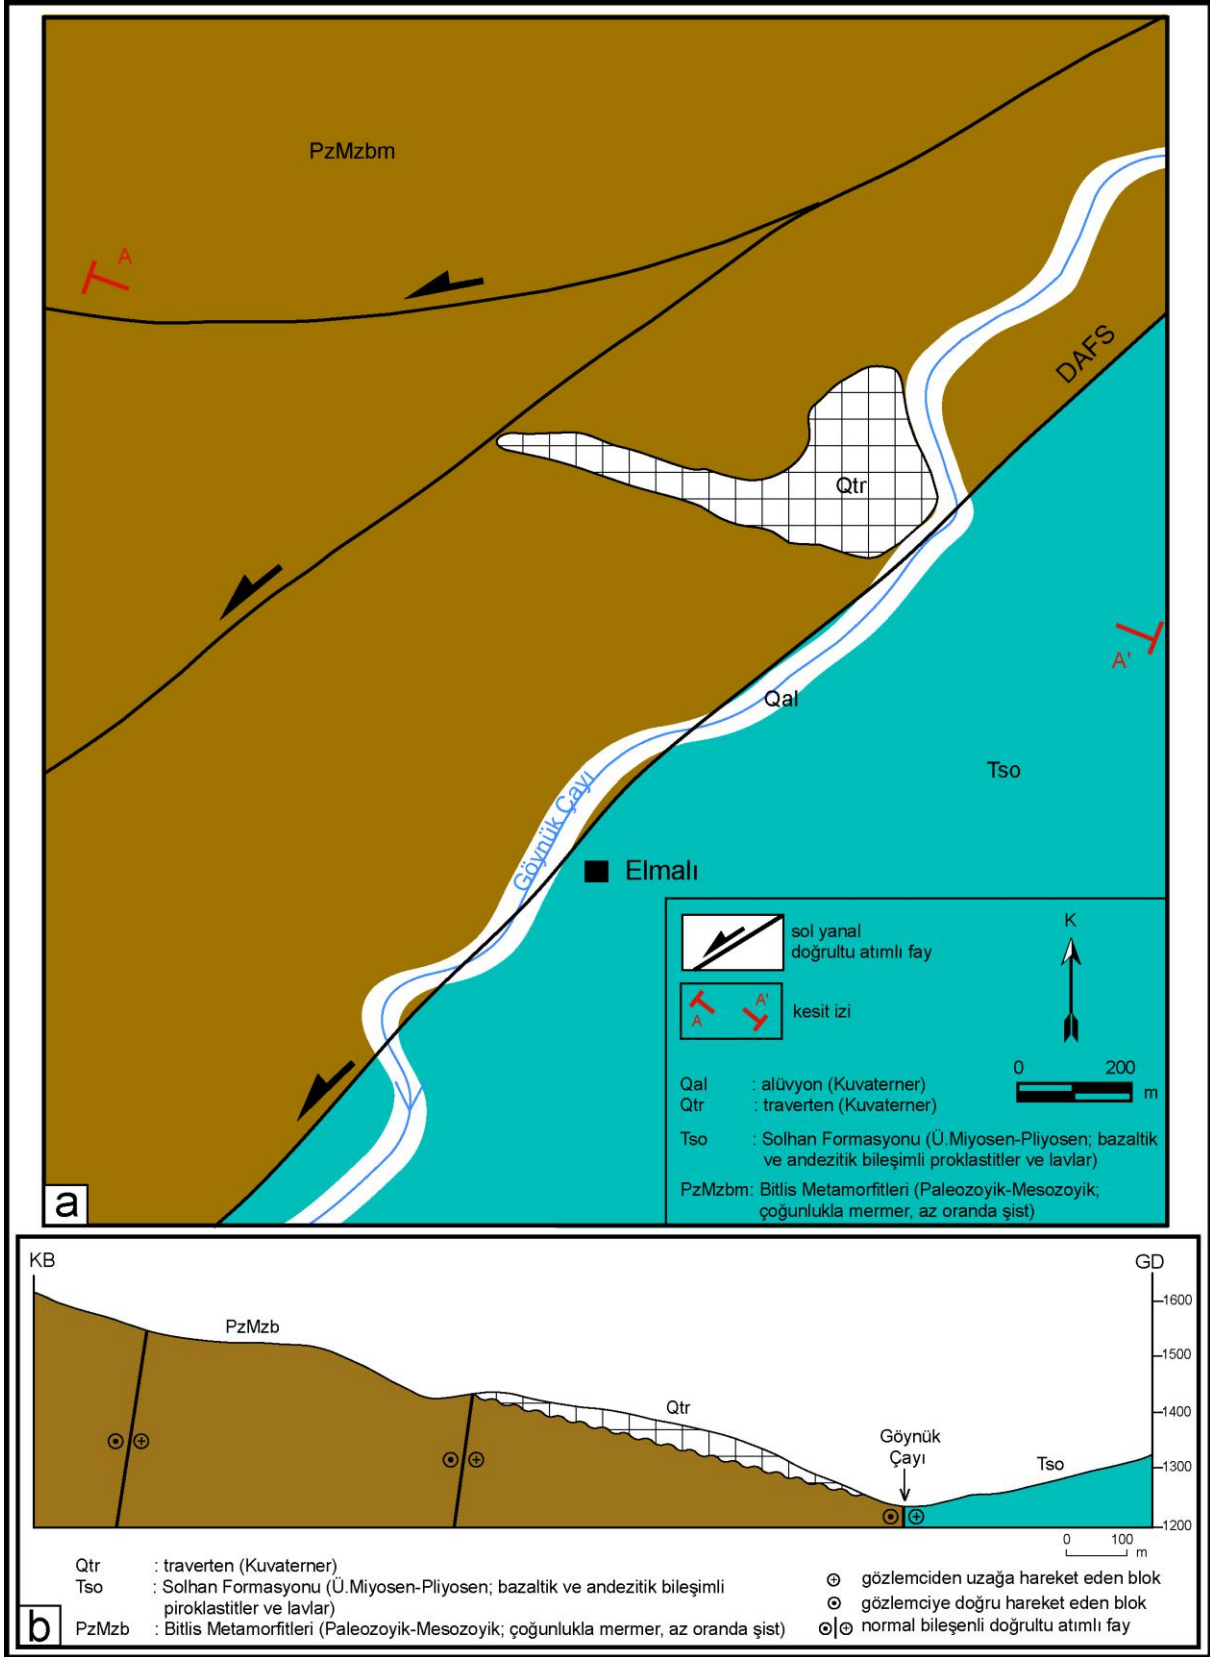 PzMzbm
A
DAFS
Qtr
A'
Qal
Tso
Göynük Çayı
Elmalı
sol yanal
doğrultu atımlı fay
K
A A'
kesit izi
0 200
m
Qal : alüvyon (Kuvaterner)
Qtr : traverten (Kuvaterner)
Tso : Solhan Formasyonu (Ü.Miyosen-Pliyosen; bazaltik
ve andezitik bileşimli proklastitler ve lavlar)
PzMzbm: Bitlis Metamorfitleri (Paleozoyik-Mesozoyik;
çoğunlukla mermer, az oranda şist)
a
KB
GD
1600
PzMzb
1500
Qtr
1400
Göynük
Çayı
Tso
1300
1200
0 100
m
Qtr : traverten (Kuvaterner)
Tso : Solhan Formasyonu (Ü.Miyosen-Pliyosen; bazaltik ve andezitik bileşimli
piroklastitler ve lavlar)
PzMzb : Bitlis Metamorfitleri (Paleozoyik-Mesozoyik; çoğunlukla mermer, az oranda şist)
gözlemciden uzağa hareket eden blok
gözlemciye doğru hareket eden blok
normal bileşenli doğrultu atımlı fay
b